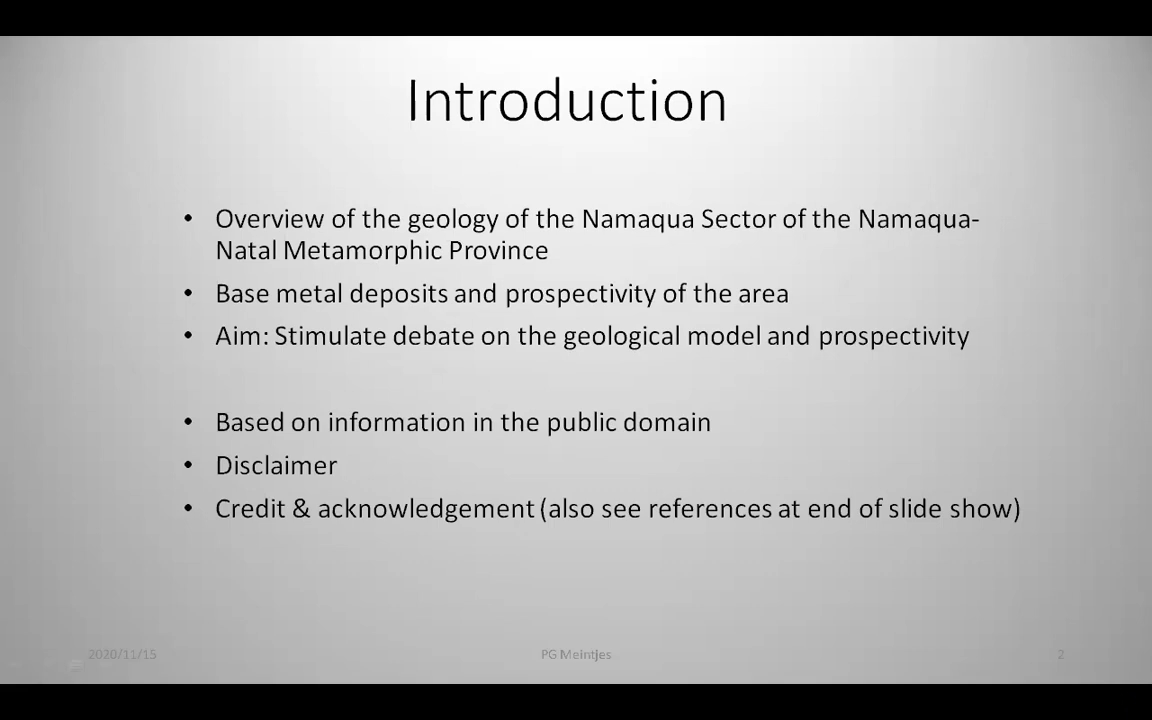 Introduction
• Overview of the geology of the Namaqua Sector of the Namaqua-
Natal Metamorphic Province
• Base metal deposits and prospectivity of the area
• Aim: Stimulate debate on the geological model and prospectivity
• Based on information in the public domain
• Disclaimer
• Credit & acknowledgement (also see references at end of slide show)
2020/11/15
PG Meintjes
2